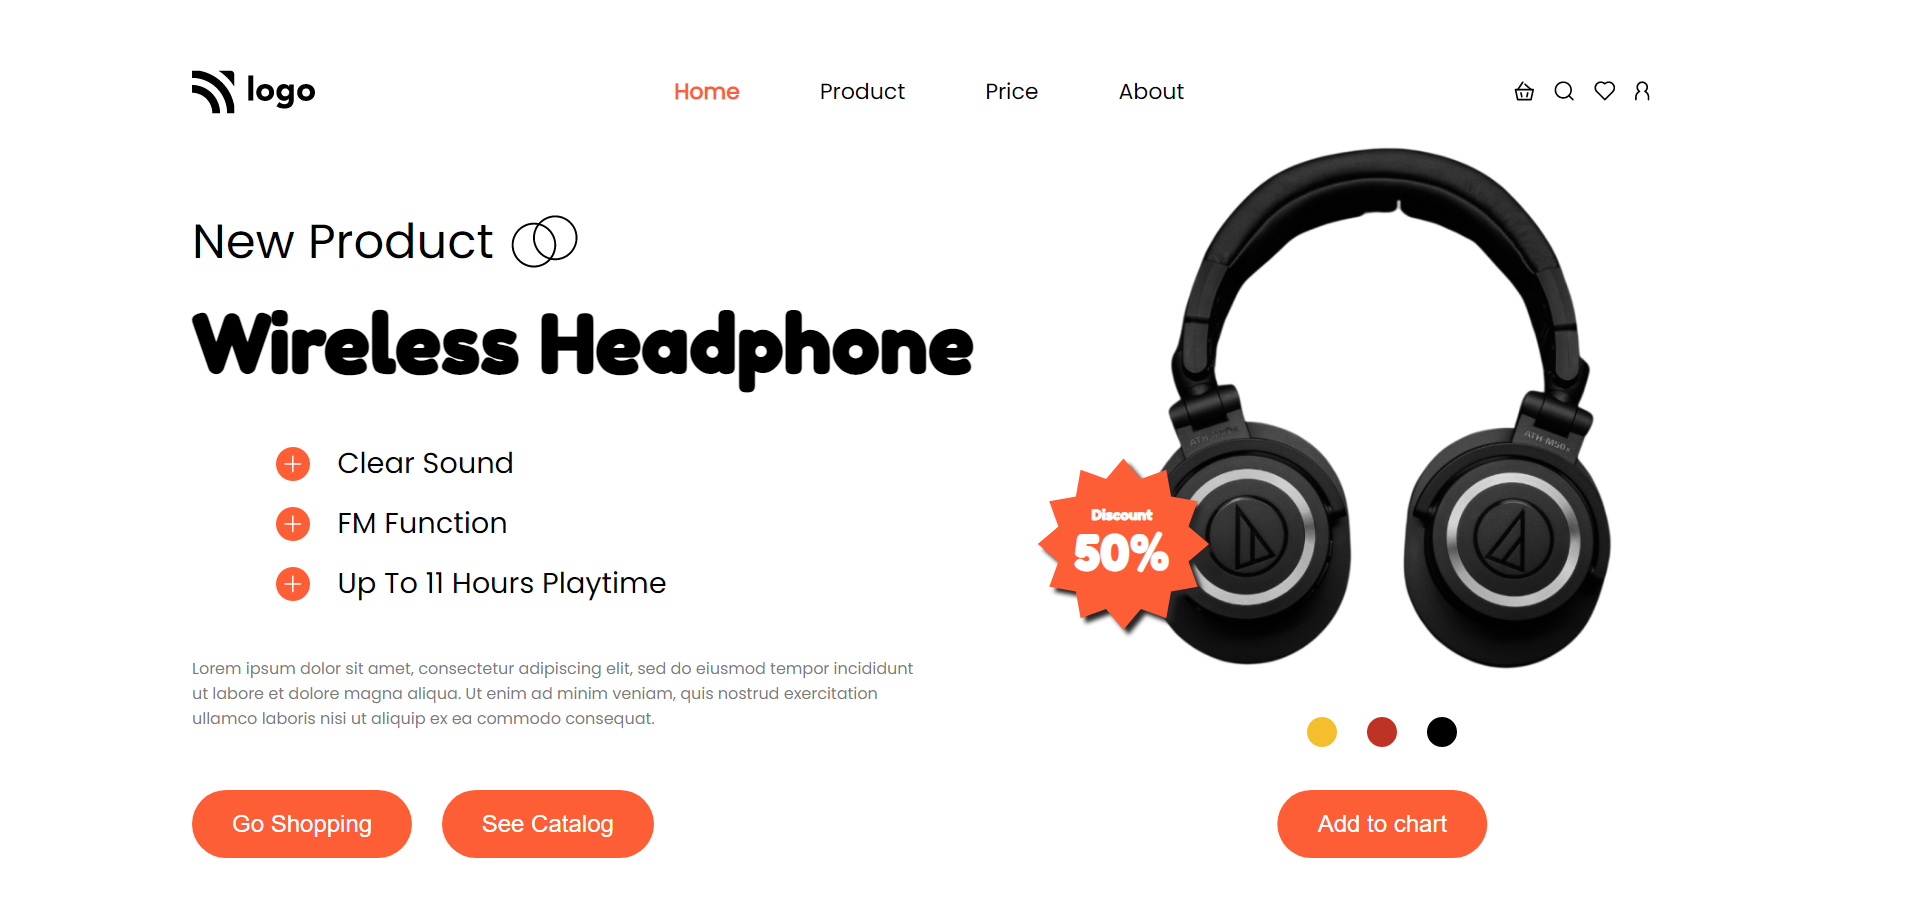 logo
Home
Product
Price
About
New Product
Wireless Headphone
Clear Sound
FM Function
Up To 11 Hours Playtime
Lorem ipsum dolor sit amet, consectetur adipiscing elit, sed do eiusmod tempor incididunt
ut labore et dolore magna aliqua. Ut enim ad minim veniam, quis nostrud exercitation
ullamco laboris nisi ut aliquip ex ea commodo consequat.
Go Shopping
See Catalog
ATH-M50x
ATH-M50x
Discount
50%
Add to chart